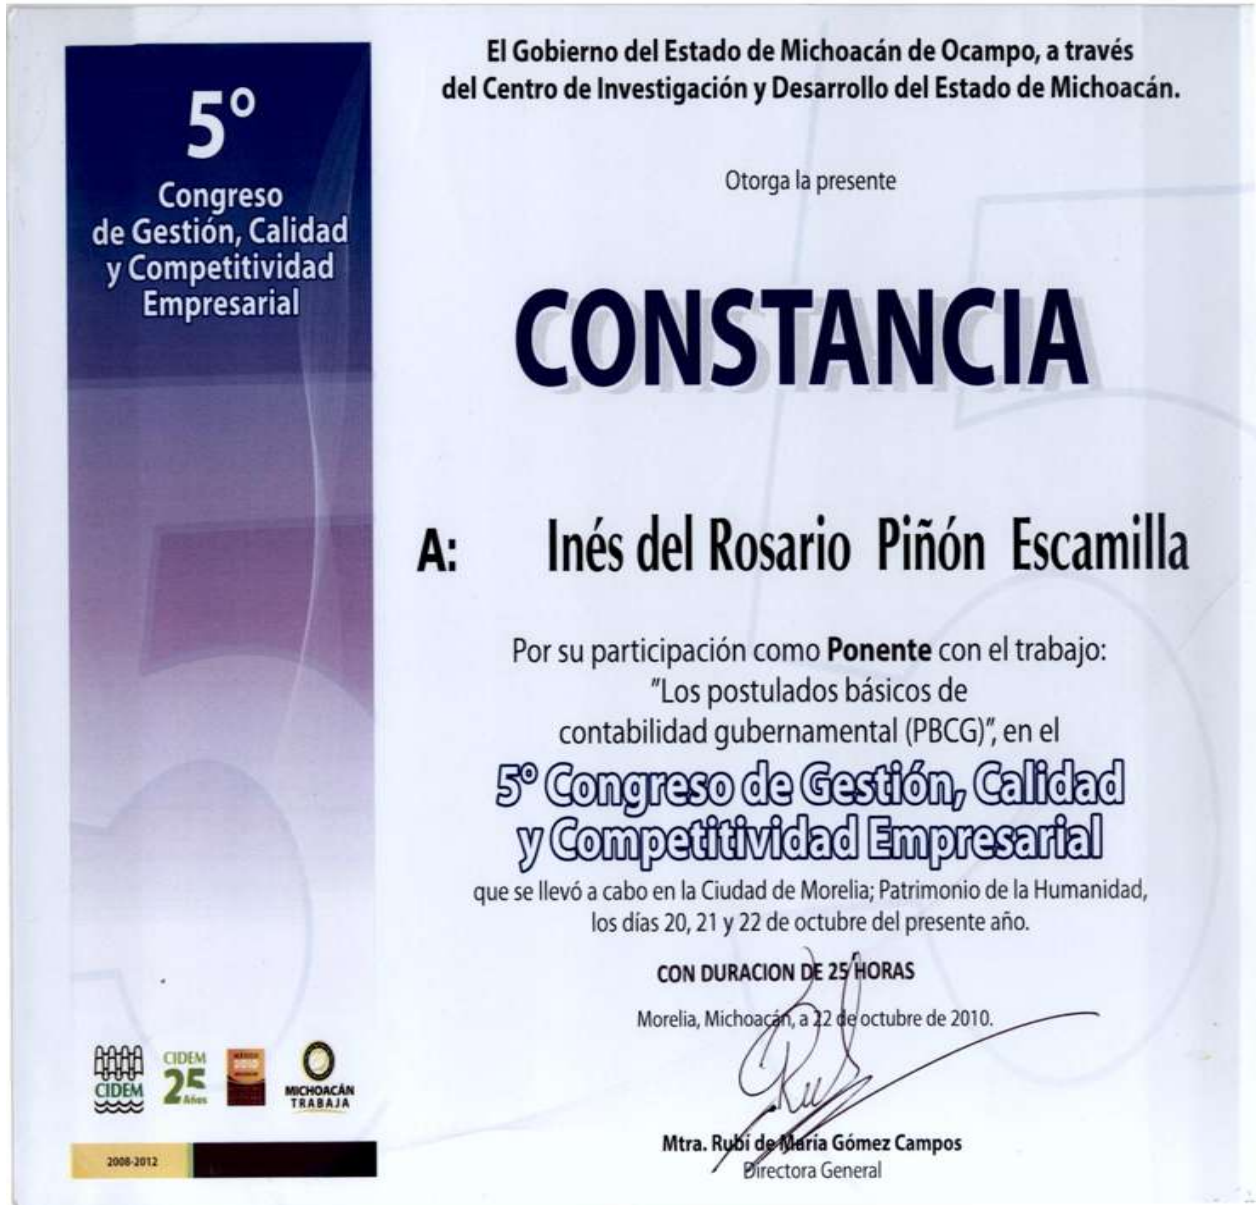 5°
Congreso
de Gestión, Calidad
y Competitividad
Empresarial
El Gobierno del Estado de Michoacán de Ocampo, a través
del Centro de Investigación y Desarrollo del Estado de Michoacán.
Otorga la presente
CONSTANCIA
A: Inés del Rosario Piñón Escamilla
Por su participación como Ponente con el trabajo:
"Los postulados básicos de
contabilidad gubernamental (PBCG)", en el
5° Congreso de Gestión, Calidad
y Competitividad Empresarial
que se llevó a cabo en la Ciudad de Morelia; Patrimonio de la Humanidad,
los días 20, 21 y 22 de octubre del presente año.
CON DURACION DE 25 HORAS
Morelia, Michoacán, a 22 de octubre de 2010.
Mtra. Rubí de María Gómez Campos
Directora General
CIDEM
CIDEM
25
Años
MÉXICO
2010
MICHOACÁN
TRABAJA
2008-2012